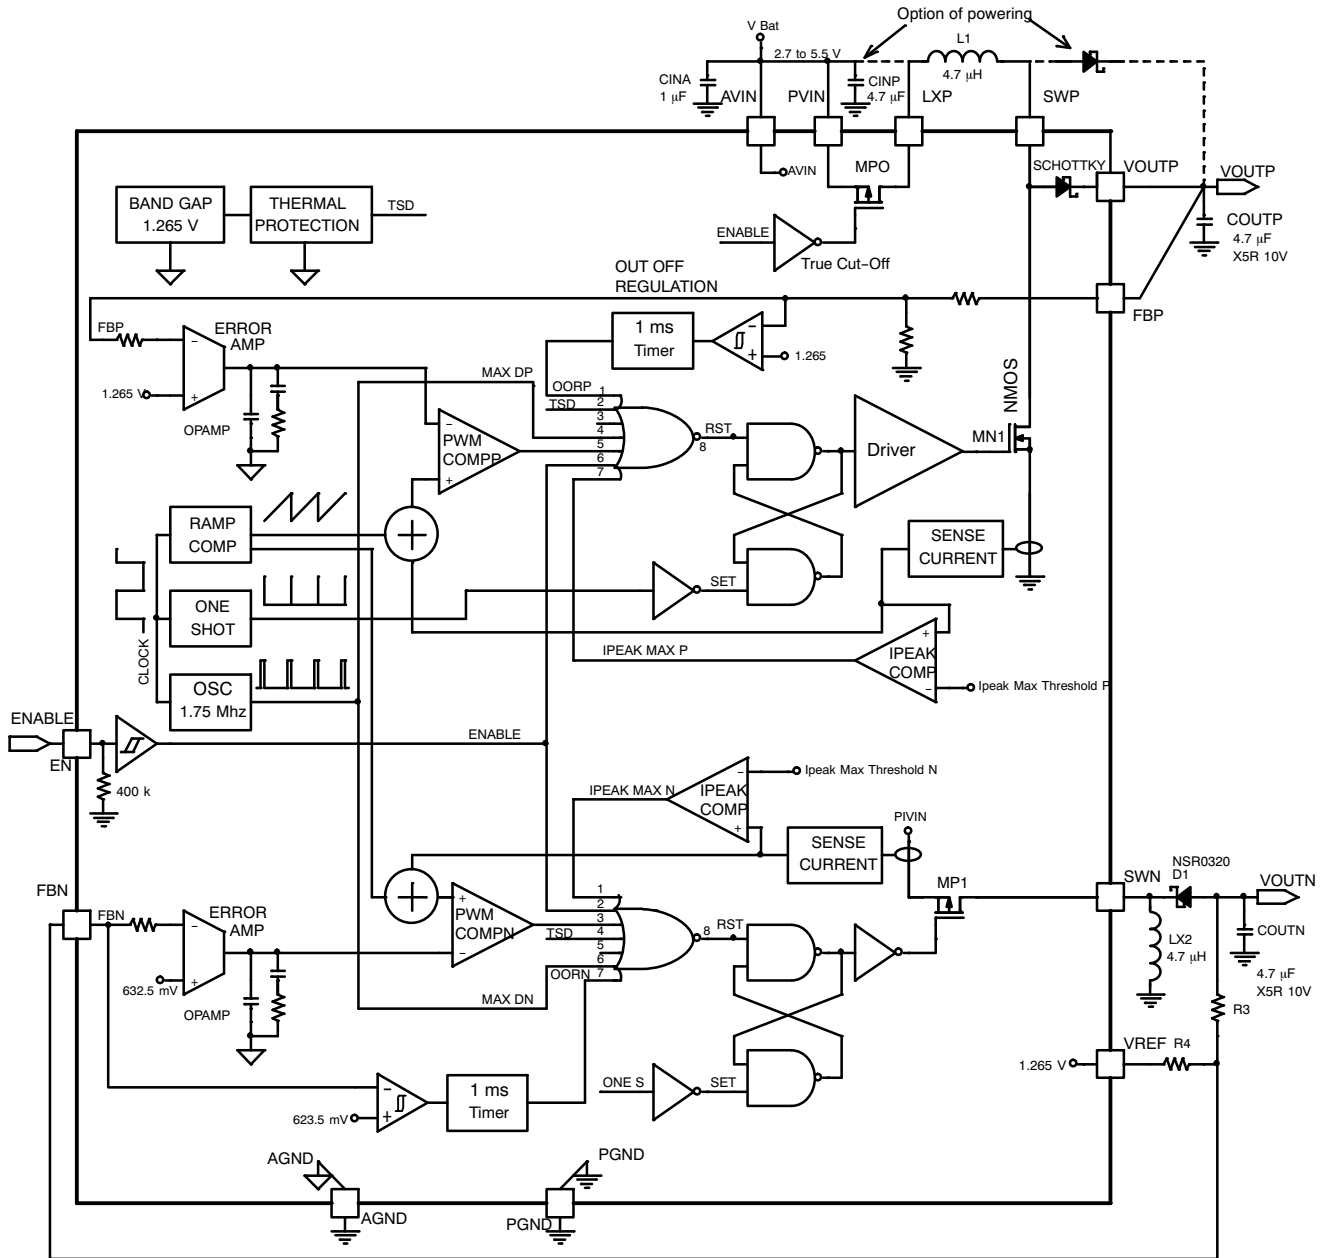 Option of powering
V Bat
L1
2.7 to 5.5 V
4.7 µH
CINA
1 µF
CINP
4.7 µF
AVIN
PVIN
LXP
SWP
MPO
SCHOTTKY
VOUTP
VOUTP
AVIN
BAND GAP
1.265 V
THERMAL
PROTECTION
TSD
ENABLE
True Cut-Off
COUTP
4.7 µF
X5R 10V
OUT OFF
REGULATION
FBP
FBP
ERROR
AMP
1 ms
Timer
−
+
1.265
−
+
1.265 V
OPAMP
MAX DP
OORP
TSD
1
2
3
4
5
6
7
RST
8
NMOS
MN1
Driver
−
PWM
COMPP
+
RAMP
COMP
SENSE
CURRENT
SET
ONE
SHOT
CLOCK
IPEAK MAX P
+
IPEAK
COMP
−
Ipeak Max Threshold P
OSC
1.75 Mhz
ENABLE
EN
ENABLE
400 k
−
Ipeak Max Threshold N
IPEAK MAX N
IPEAK
COMP
+
PIVIN
SENSE
CURRENT
MP1
SWN
NSR0320
D1
VOUTN
FBN
FBN
ERROR
AMP
−
+
632.5 mV
OPAMP
+
PWM
COMPN
−
1
2
3
TSD
4
5
6
OORN
7
8
RST
MAX DN
LX2
4.7 µH
COUTN
4.7 µF
X5R 10V
R3
VREF
R4
1.265 V
ONE S
SET
−
+
623.5 mV
1 ms
Timer
AGND
AGND
PGND
PGND